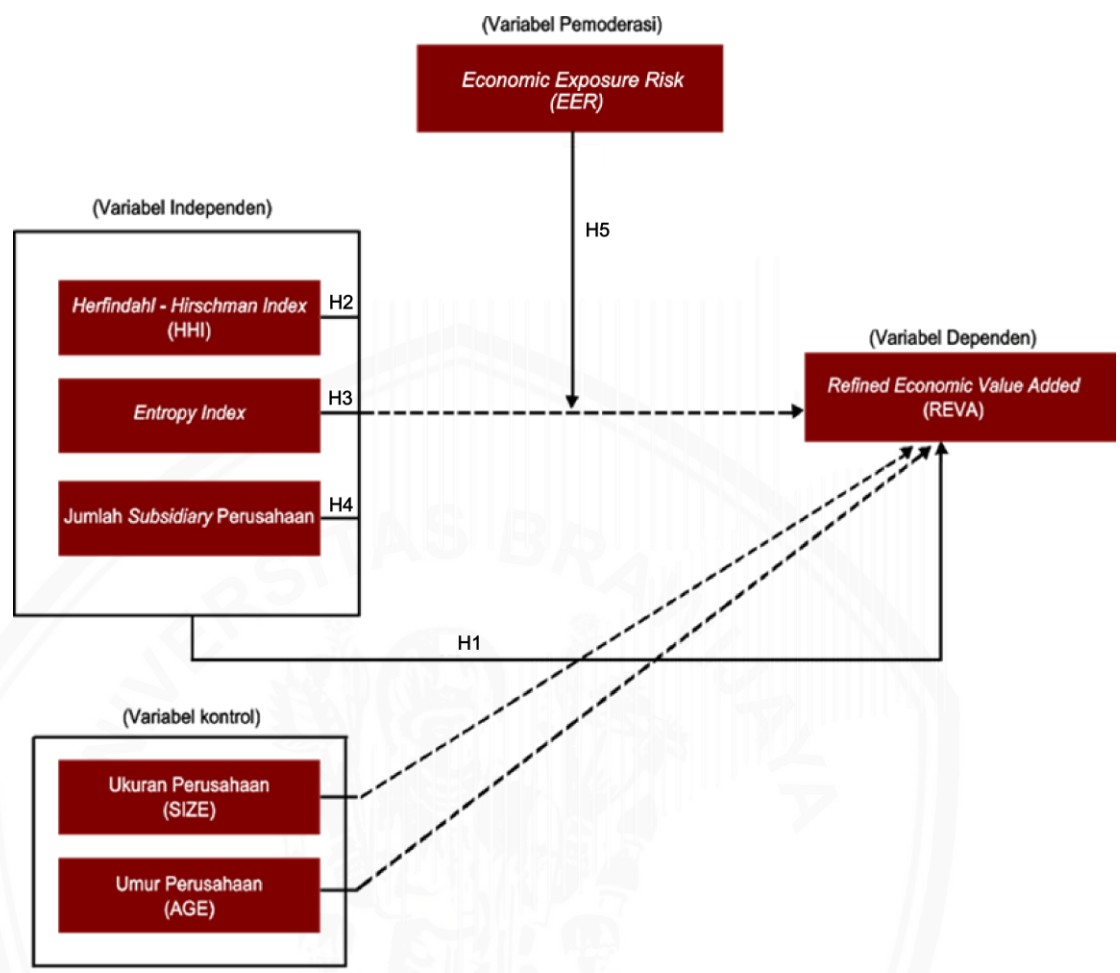 (Variabel Pemoderasi)
Economic Exposure Risk
(EER)
H5
(Variabel Independen)
Herfindahl - Hirschman Index
(HHI)
H2
Entropy Index
H3
Jumlah Subsidiary Perusahaan
H4
(Variabel Dependen)
Refined Economic Value Added
(REVA)
H1
(Variabel kontrol)
Ukuran Perusahaan
(SIZE)
Umur Perusahaan
(AGE)